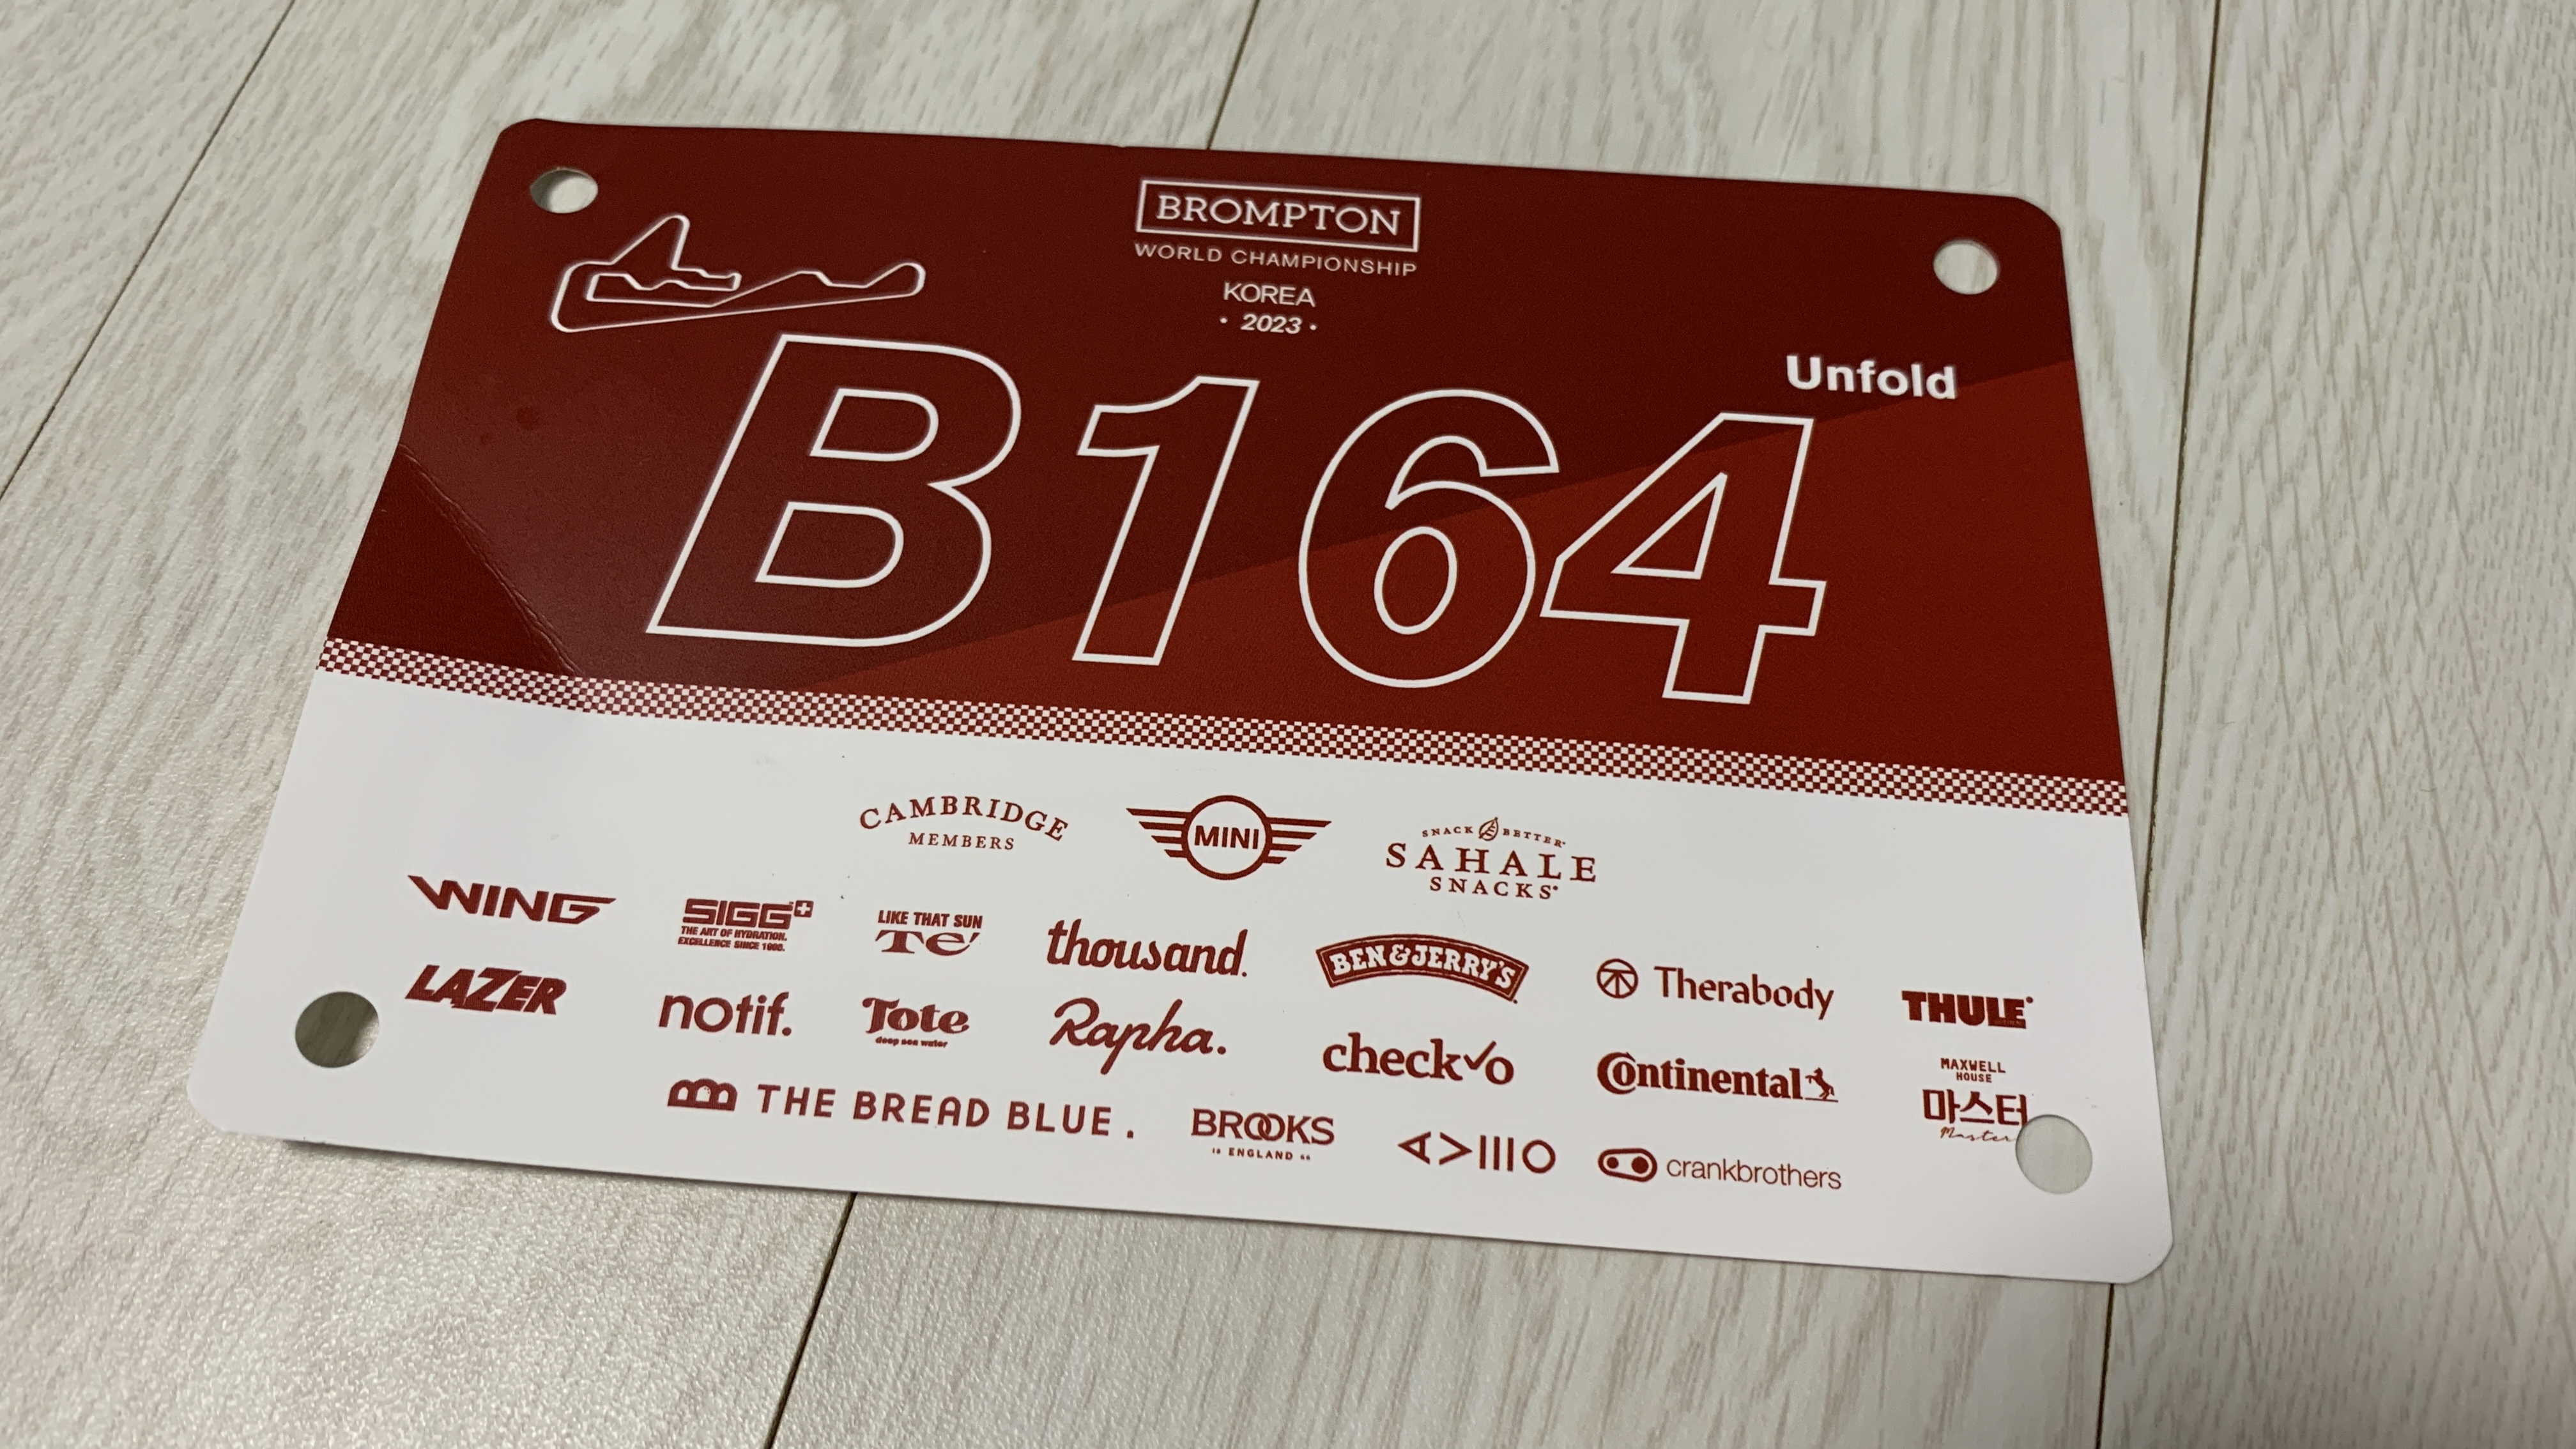 BROMPTON
WORLD CHAMPIONSHIP
KOREA
· 2023 ·
Unfold
B164
CAMBRIDGE
MEMBERS
MINI
SNACK BETTER
SAHALE
SNACKS
WING
SIGG
THE ART OF HYDRATION.
EXCELLENCE SINCE 1908.
LIKE THAT SUN
Te'
thousand.
BEN&JERRY'S
Therabody
THULE
LAZER
notif.
Tote
deep sea water
Rapha.
check o
Continental
MAXWELL
HOUSE
마스터
Master
THE BREAD BLUE.
BROOKS
ENGLAND
crankbrothers